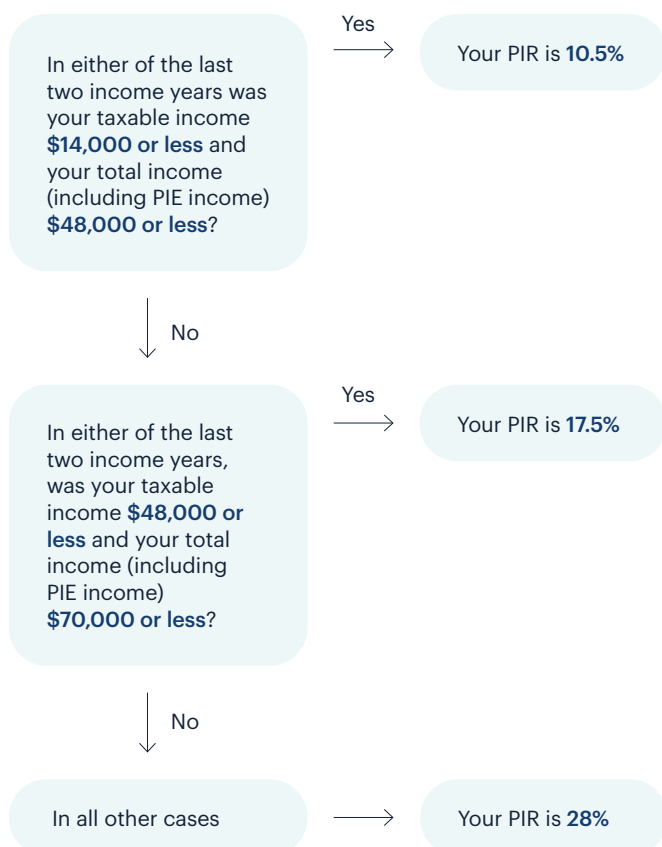 Yes
In either of the last
two income years was
your taxable income
$14,000 or less and
your total income
(including PIE income)
$48,000 or less?
Your PIR is 10.5%
No
Yes
In either of the last
two income years,
was your taxable
income $48,000 or
less and your total
income (including
PIE income)
$70,000 or less?
Your PIR is 17.5%
No
In all other cases
Your PIR is 28%